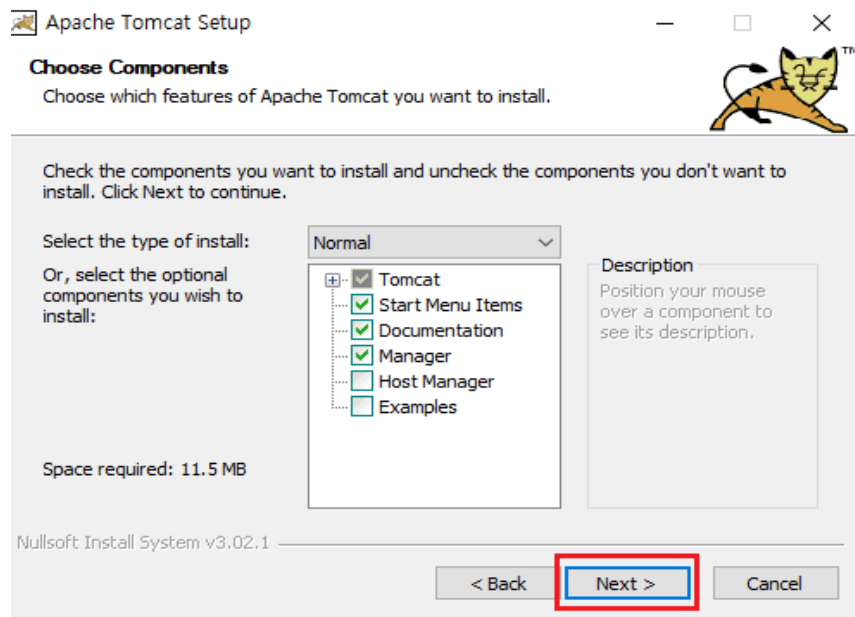 Apache Tomcat Setup
TM
Choose Components
Choose which features of Apache Tomcat you want to install.
Check the components you want to install and uncheck the components you don't want to
install. Click Next to continue.
Select the type of install:
Normal
Or, select the optional
components you wish to
install:
Tomcat
Start Menu Items
Documentation
Manager
Host Manager
Examples
Description
Position your mouse
over a component to
see its description.
Space required: 11.5 MB
Nullsoft Install System v3.02.1
< Back
Next >
Cancel